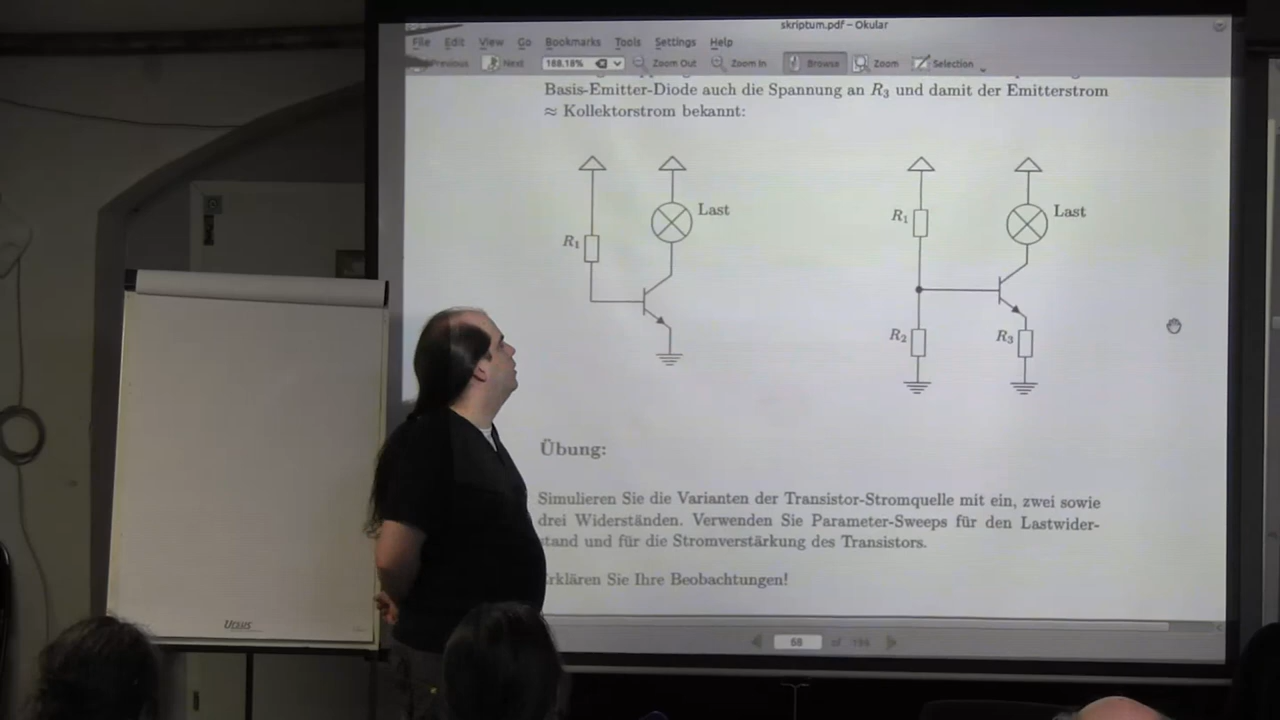 skriptum.pdf – Okular
File Edit View Go Bookmarks Tools Settings Help
Previous Next 188,18% Zoom Out Zoom In Browse Zoom Selection
Basis-Emitter-Diode auch die Spannung an R3 und damit der Emitterstrom
≈ Kollektorstrom bekannt:
R1 Last R1 Last
R2 R3
Übung:
Simulieren Sie die Varianten der Transistor-Stromquelle mit ein, zwei sowie
drei Widerständen. Verwenden Sie Parameter-Sweeps für den Lastwider-
stand und für die Stromverstärkung des Transistors.
Erklären Sie Ihre Beobachtungen!
68 of